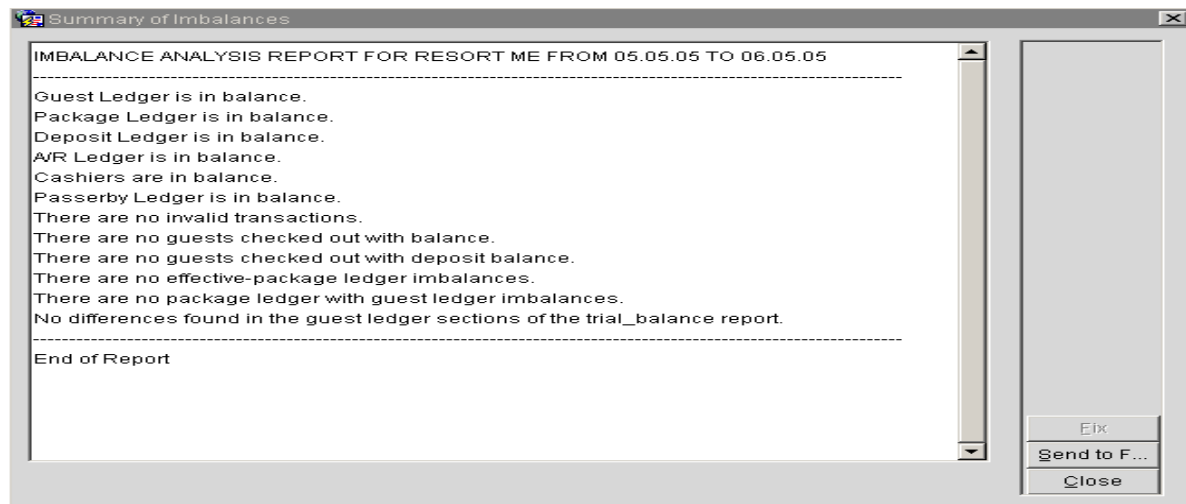 Summary of Imbalances
IMBALANCE ANALYSIS REPORT FOR RESORT ME FROM 05.05.05 TO 06.05.05
--------------------------------------------------------------------------------
Guest Ledger is in balance.
Package Ledger is in balance.
Deposit Ledger is in balance.
A/R Ledger is in balance.
Cashiers are in balance.
Passerby Ledger is in balance.
There are no invalid transactions.
There are no guests checked out with balance.
There are no guests checked out with deposit balance.
There are no effective-package ledger imbalances.
There are no package ledger with guest ledger imbalances.
No differences found in the guest ledger sections of the trial_balance report.
--------------------------------------------------------------------------------
End of Report
Fix
Send to F...
Close